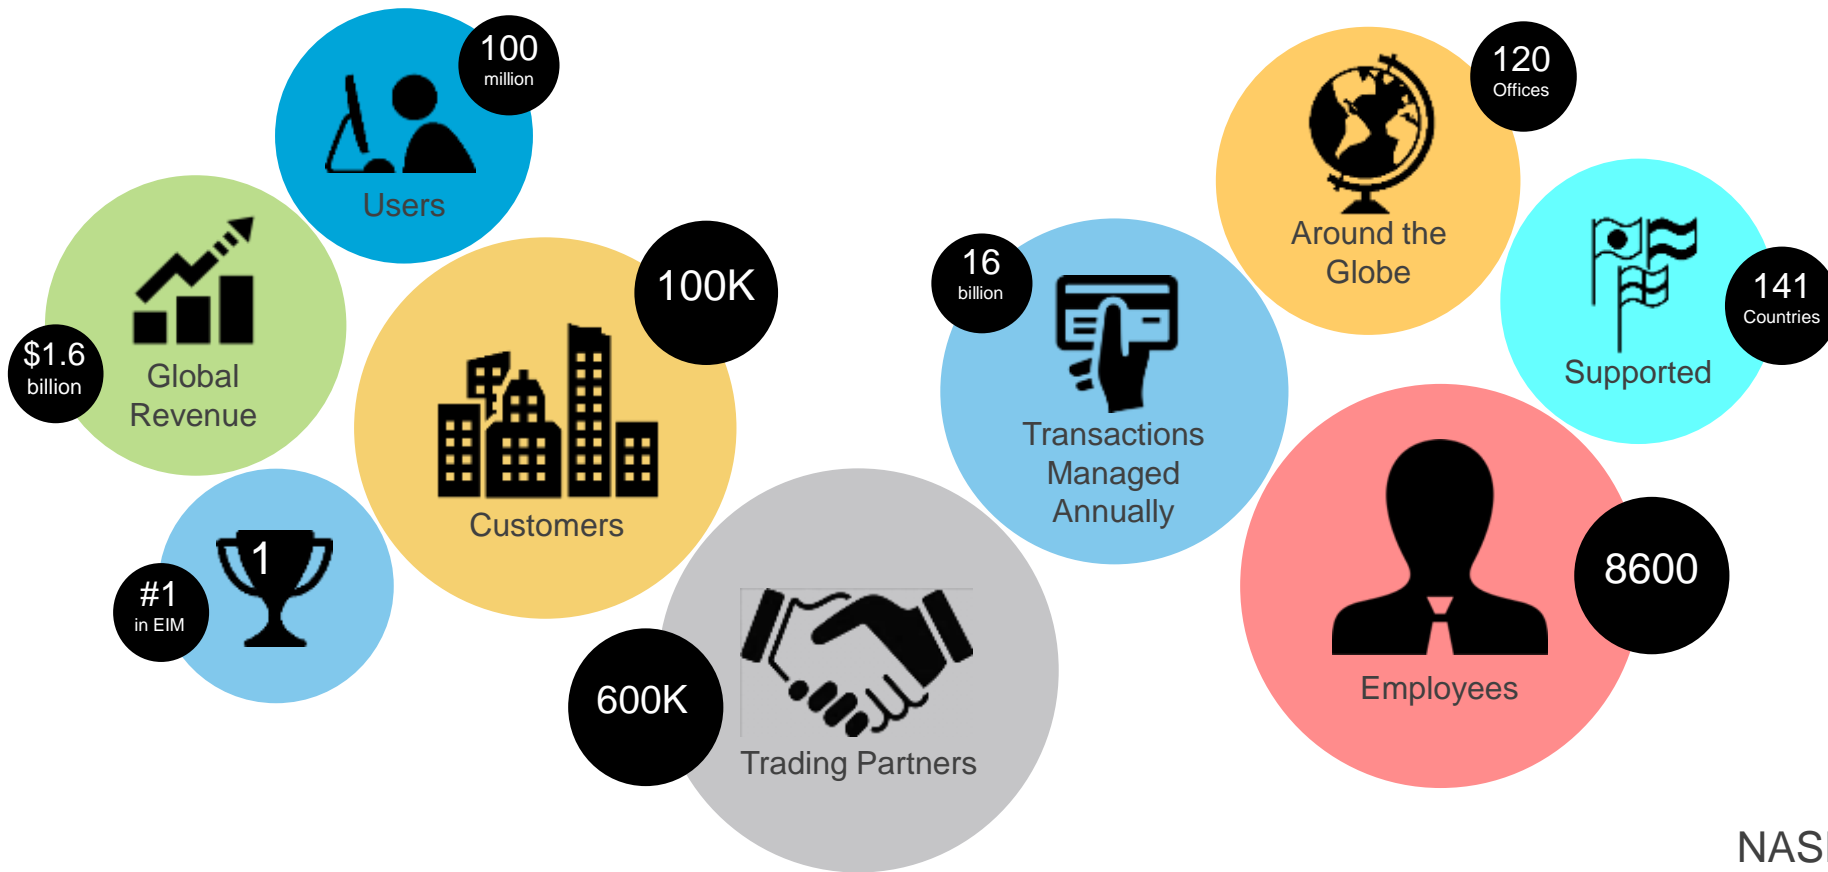 100
million
Users
$1.6
billion
Global
Revenue
100K
Customers
1
#1
in EIM
600K
Trading Partners
16
billion
Transactions
Managed
Annually
120
Offices
Around the
Globe
141
Countries
Supported
8600
Employees